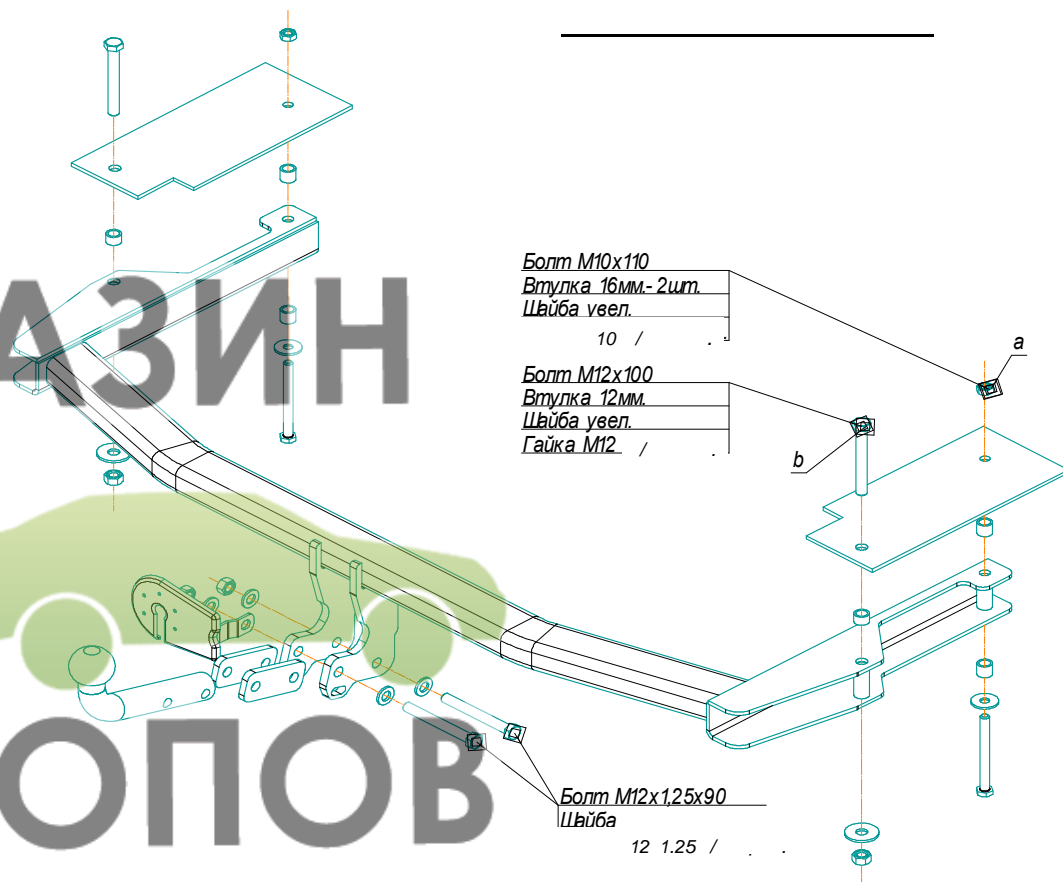 Болт М10х110
Втулка 16мм.- 2шт.
Шайба увел.
10 / . .
a
Болт М12х100
Втулка 12мм.
Шайба увел.
Гайка М12 / .
b
АЗИН
ОПОВ
Болт М12х1,25х90
Шайба
12 1.25 / . .